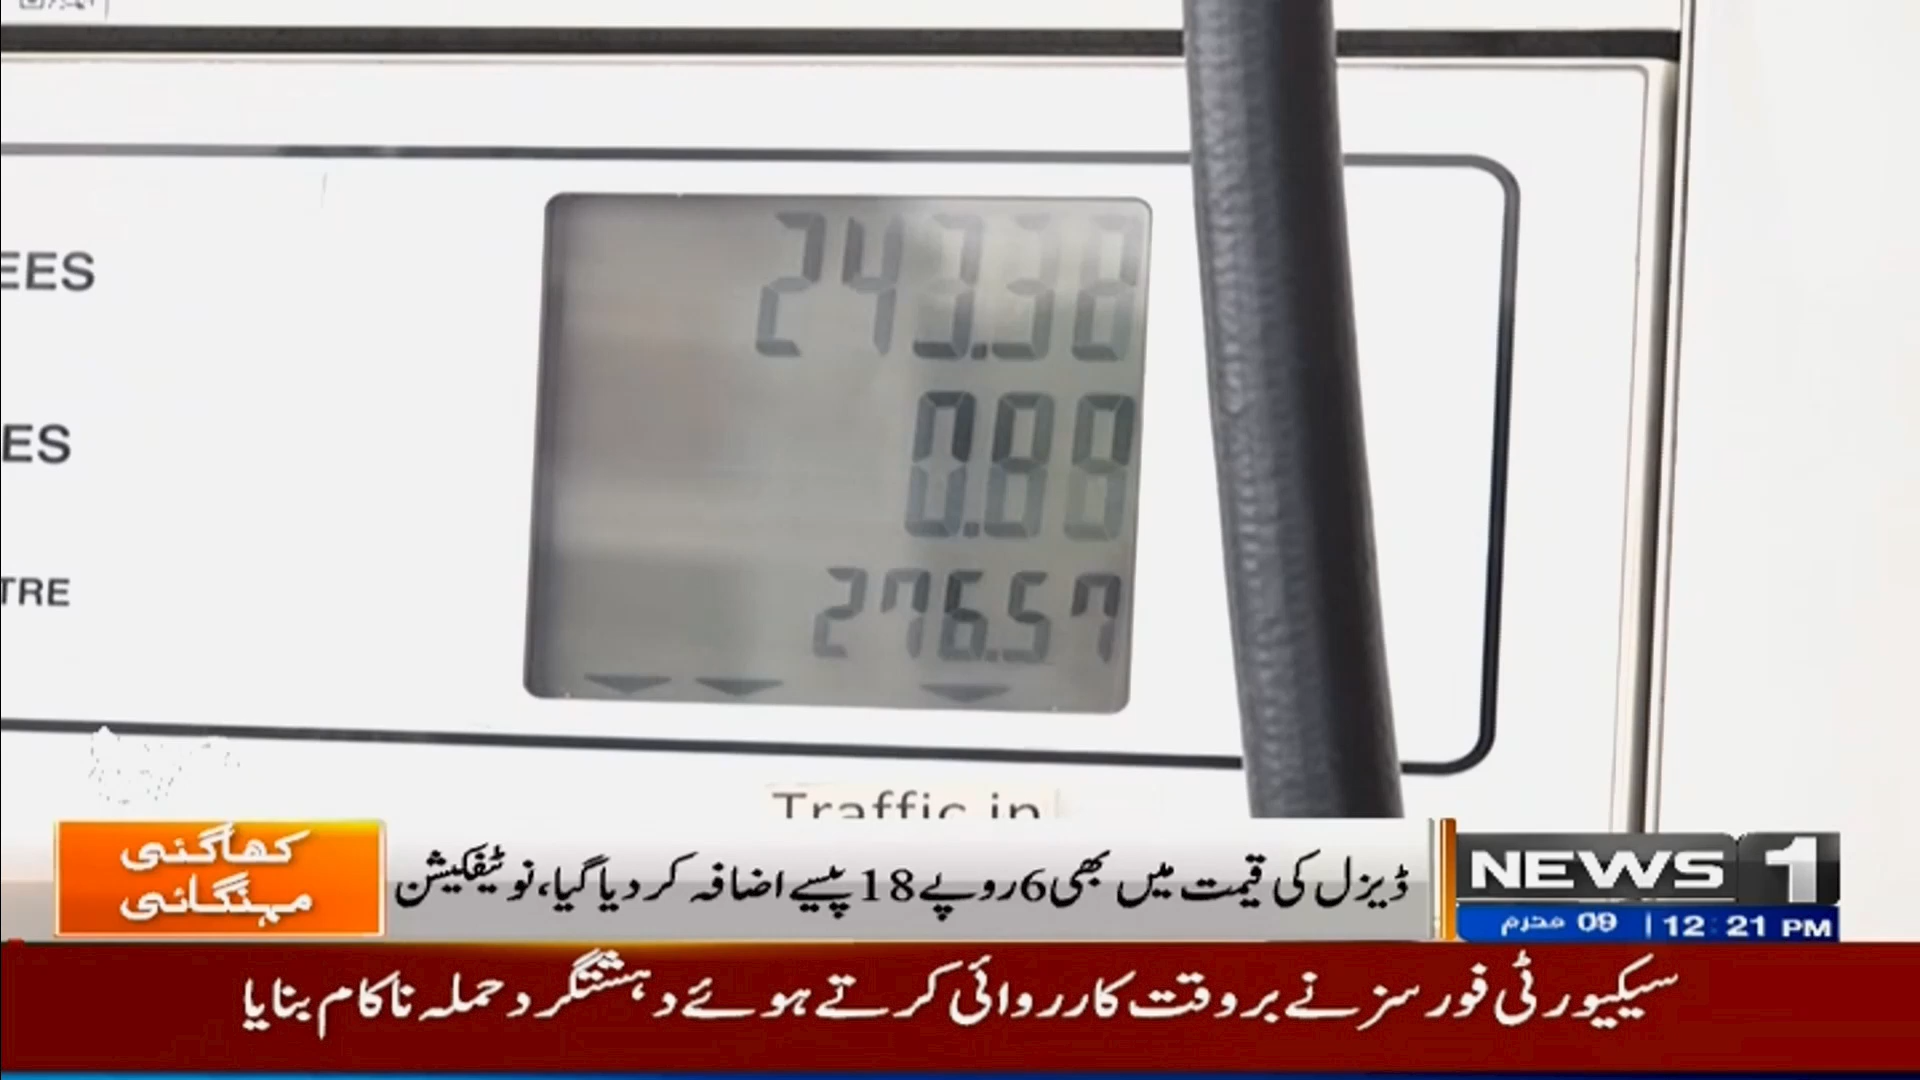 EES
243.38
ES
0.88
TRE
276.57
Traffic in
کھاگئی
مہنگائی
ڈیزل کی قیمت میں بھی 6 روپے 18 پیسے اضافہ کر دیا گیا، نوٹیفکیشن
NEWS 1
09 محرم | 12:21 PM
سیکیورٹی فورسز نے بروقت کارروائی کرتے ہوئے دہشتگرد حملہ ناکام بنایا